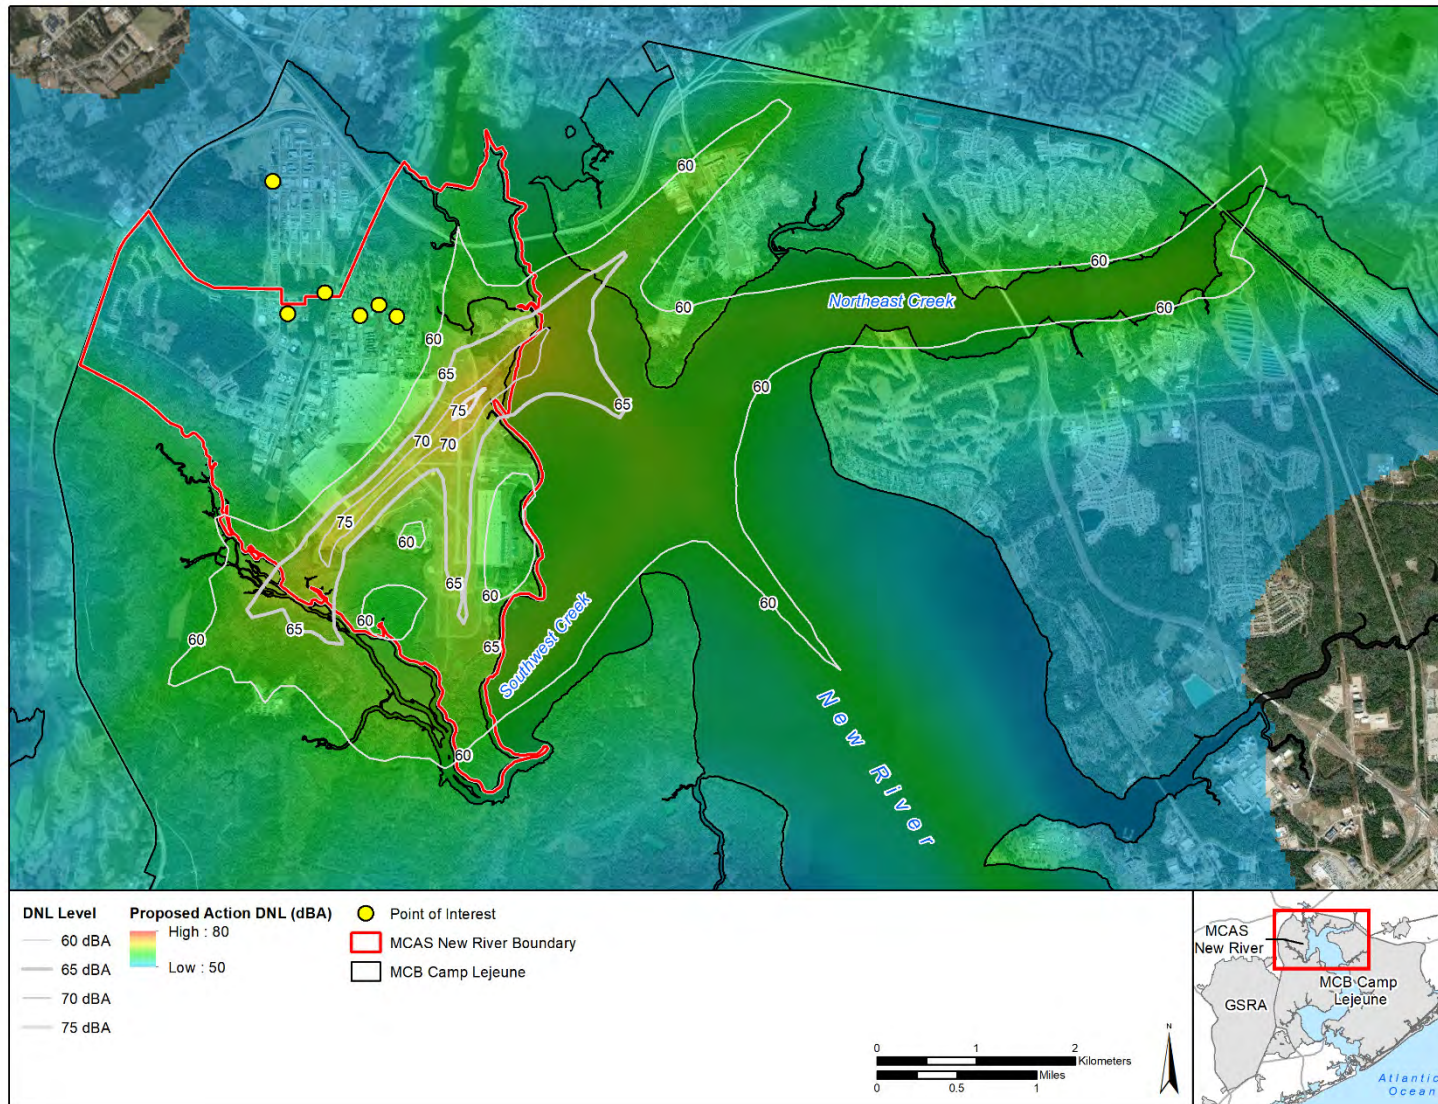 60
60
60
Northeast Creek
60
60
60
65
60
65
75
70
70
75
60
65
60
60
65
60
65
60
60
Southwest Creek
New River
DNL Level
60 dBA
65 dBA
70 dBA
75 dBA
Proposed Action DNL (dBA)
High : 80
Low : 50
Point of Interest
MCAS New River Boundary
MCB Camp Lejeune
0 1 2
Kilometers
Miles
0 0.5 1
N
MCAS
New River
MCB Camp
Lejeune
GSRA
Atlantic
Ocean